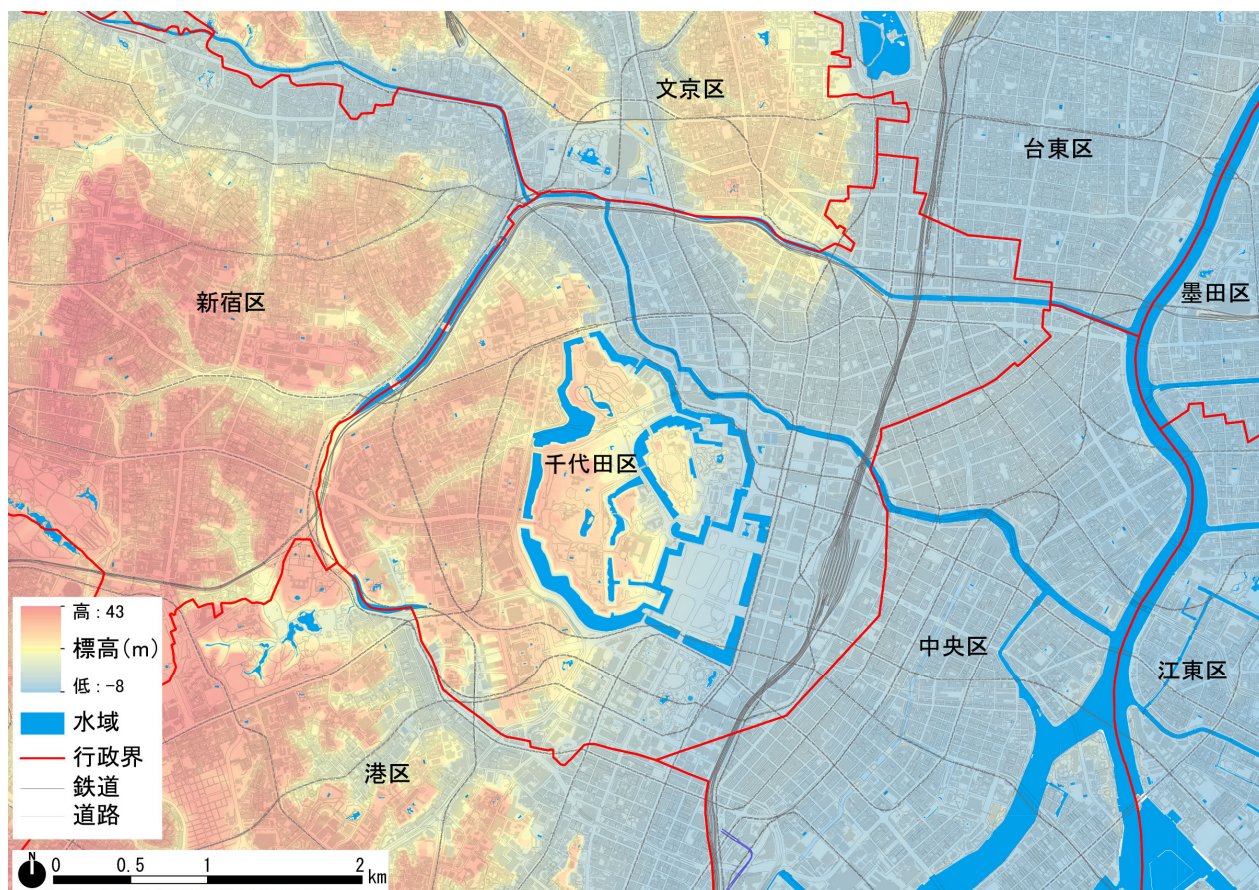 文京区
台東区
墨田区
新宿区
千代田区
中央区
江東区
港区
高 : 43
標高(m)
低 : -8
水域
行政界
鉄道
道路
N
0 0.5 1 2
km